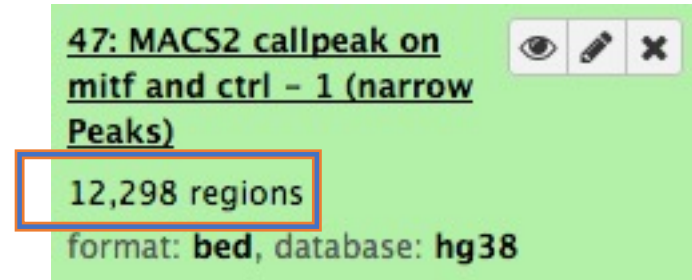 47: MACS2 callpeak on
mitf and ctrl – 1 (narrow
Peaks)
12,298 regions
format: bed, database: hg38